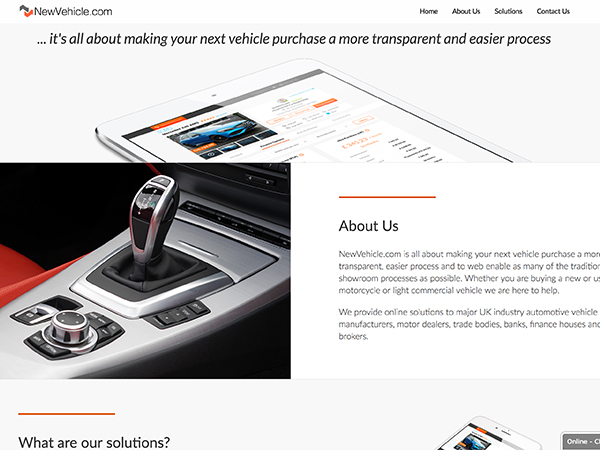 NewVehicle.com
Home About Us Solutions Contact Us
... it's all about making your next vehicle purchase a more transparent and easier process
About Us
NewVehicle.com is all about making your next vehicle purchase a more
transparent, easier process and to web enable as many of the tradition
showroom processes as possible. Whether you are buying a new or us
motorcycle or light commercial vehicle we are here to help.
We provide online solutions to major UK industry automotive vehicle
manufacturers, motor dealers, trade bodies, banks, finance houses and
brokers.
What are our solutions?
Online - Cl